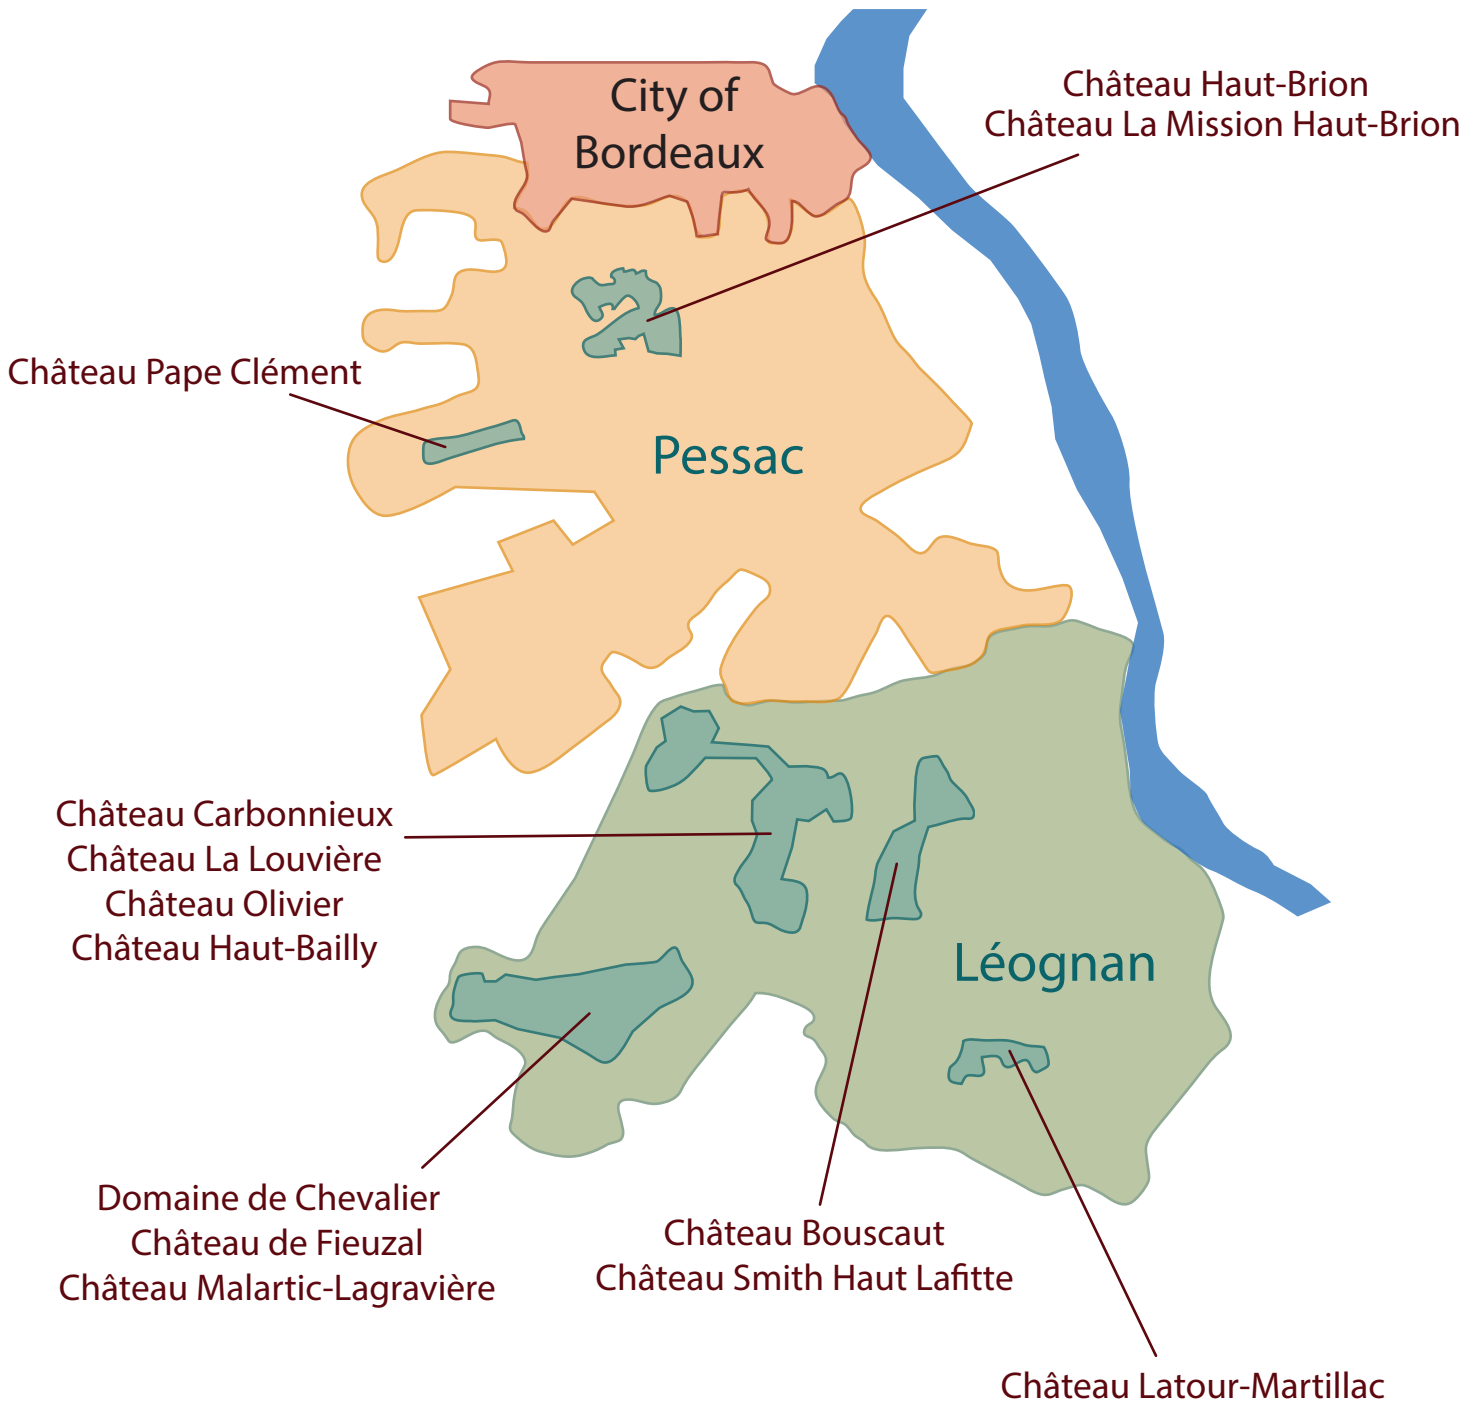 City of
Bordeaux
Château Haut-Brion
Château La Mission Haut-Brion
Château Pape Clément
Pessac
Château Carbonnieux
Château La Louvière
Château Olivier
Château Haut-Bailly
Léognan
Domaine de Chevalier
Château de Fieuzal
Château Malartic-Lagravière
Château Bouscaut
Château Smith Haut Lafitte
Château Latour-Martillac